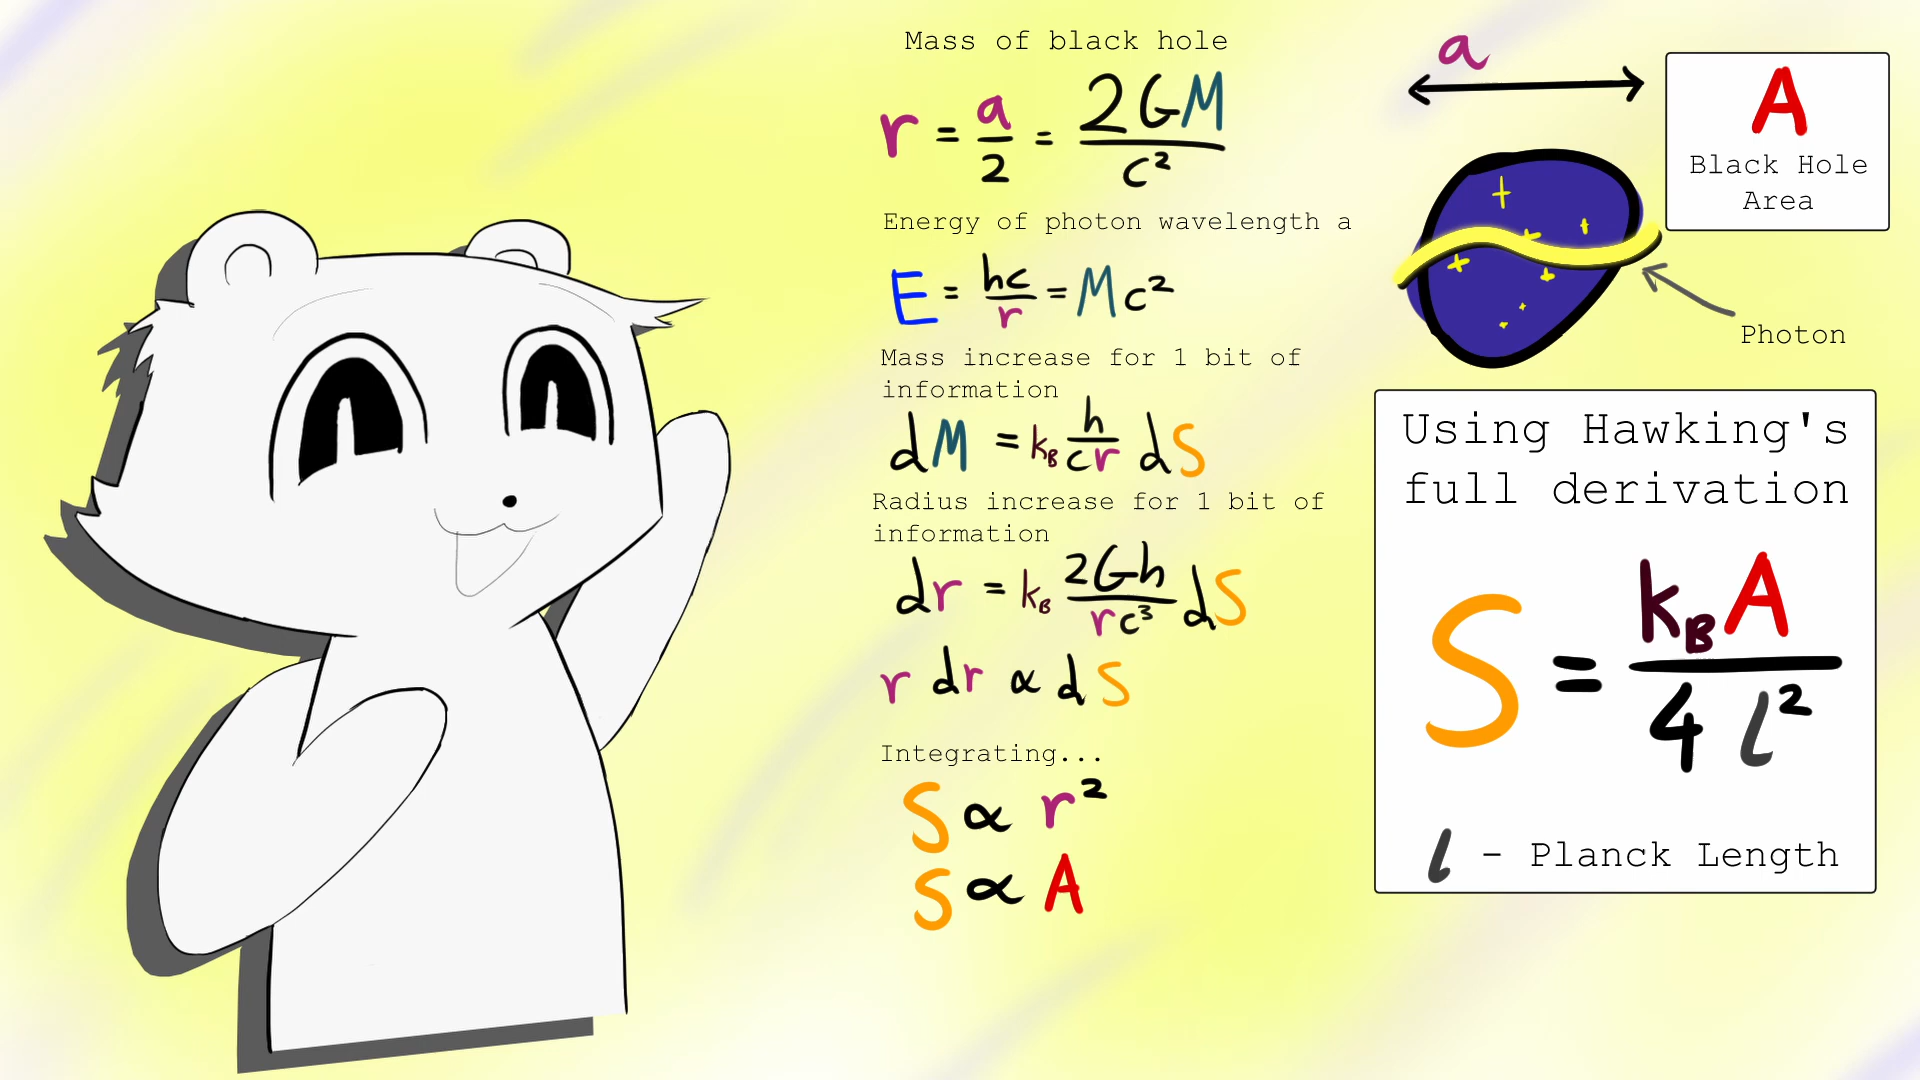 Mass of black hole
r = a/2 = 2GM/c²
Energy of photon wavelength a
E = hc/r = Mc²
Mass increase for 1 bit of
information
dM = k_B h/cr dS
Radius increase for 1 bit of
information
dr = k_B 2Gh/rc³ dS
r dr ∝ dS
Integrating...
S ∝ r²
S ∝ A
a
A
Black Hole
Area
Photon
Using Hawking's
full derivation
S = k_B A/4 l²
l - Planck Length